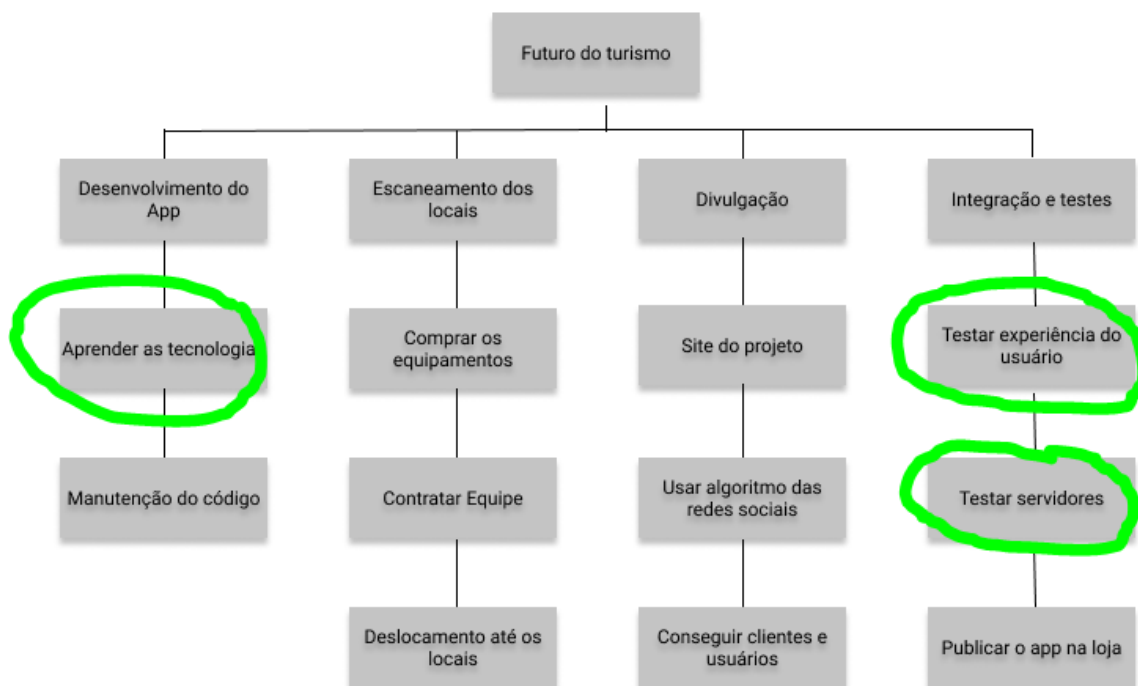 Futuro do turismo
Desenvolvimento do
App
Escaneamento dos
locais
Divulgação
Integração e testes
Aprender as tecnologia
Comprar os
equipamentos
Site do projeto
Testar experiência do
usuário
Manutenção do código
Contratar Equipe
Usar algoritmo das
redes sociais
Testar servidores
Deslocamento até os
locais
Conseguir clientes e
usuários
Publicar o app na loja